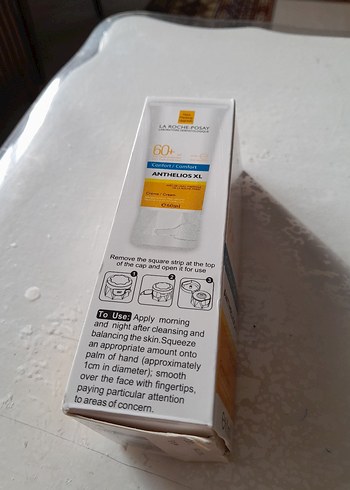 LA ROCHE-POSAY
60+
Confort / Comfort
ANTHELIOS XL
Crème / Cream
Remove the square strip at the top
of the cap and open it for use
1 2 3
To Use: Apply morning
and night after cleansing and
balancing the skin.Squeeze
an appropriate amount onto
palm of hand (approximately
1cm in diameter); smooth
over the face with fingertips,
paying particular attention
to areas of concern.